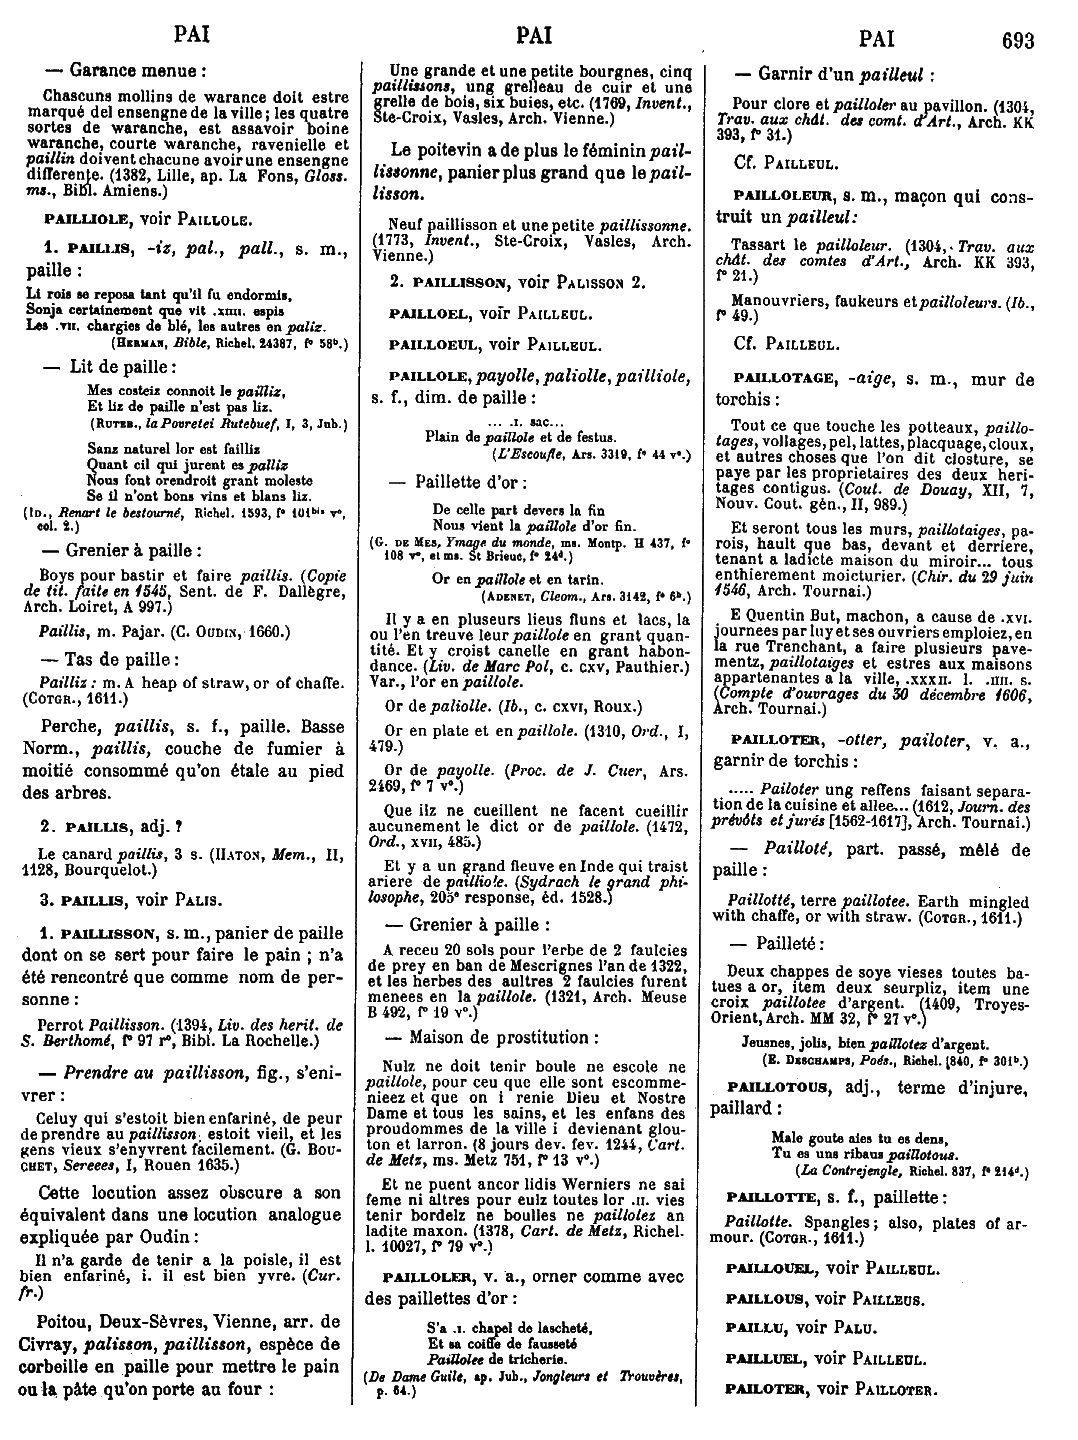 PAI
PAI
PAI 693
— Garance menue :
Chascuns mollins de warance doit estre
marqué del ensengne de la ville; les quatre
sortes de waranche, est assavoir boine
waranche, courte waranche, ravenielle et
paillin doivent chacune avoir une ensengne
differente. (1382, Lille, ap. La Fons, Gloss.
ms., Bibl. Amiens.)
PAILLIOLE, voir PAILLOLE.
1. PAILLIS, -iz, pal., pall., s. m.,
paille :
Li rois se reposa tant qu'il fu endormis,
Sonja certainement que vit .XIIII. espis
Les .VII. chargies de blé, les autres en paliz.
(HERMAN, Bible, Richel. 24387, f° 58ᵇ.)
— Lit de paille :
Mes costeiz connoit le pailliz,
Et liz de paille n'est pas liz.
(RUTEB., la Povretei Rutebuef, I, 3, Jub.)
Sanz naturel lor est failliz
Quant cil qui jurent es palliz
Nous font orendroit grant moleste
Se il n'ont bons vins et blans liz.
(ID., Renart le bestourné, Richel. 1593, f° 101ᵇⁱˢ v°,
col. 2.)
— Grenier à paille :
Boys pour bastir et faire paillis. (Copie
de tit. faite en 1545, Sent. de F. Dallègre,
Arch. Loiret, A 997.)
Paillis, m. Pajar. (C. OUDIN, 1660.)
— Tas de paille :
Pailliz : m. A heap of straw, or of chaffe.
(COTGR., 1611.)
Perche, paillis, s. f., paille. Basse
Norm., paillis, couche de fumier à
moitié consommé qu'on étale au pied
des arbres.
2. PAILLIS, adj. ?
Le canard paillis, 3 s. (HATON, Mem., II,
1128, Bourquelot.)
3. PAILLIS, voir PALIS.
1. PAILLISSON, s. m., panier de paille
dont on se sert pour faire le pain ; n'a
été rencontré que comme nom de per-
sonne :
Perrot Paillisson. (1394, Liv. des herit. de
S. Berthomé, f° 97 r°, Bibl. La Rochelle.)
— Prendre au paillisson, fig., s'eni-
vrer :
Celuy qui s'estoit bien enfariné, de peur
de prendre au paillisson, estoit vieil, et les
gens vieux s'enyvrent facilement. (G. BOU-
CHET, Sereees, I, Rouen 1635.)
Cette locution assez obscure a son
équivalent dans une locution analogue
expliquée par Oudin :
Il n'a garde de tenir a la poisle, il est
bien enfariné, i. il est bien yvre. (Cur.
fr.)
Poitou, Deux-Sèvres, Vienne, arr. de
Civray, palisson, paillisson, espèce de
corbeille en paille pour mettre le pain
ou la pâte qu'on porte au four :
Une grande et une petite bourgnes, cinq
paillissons, ung grelleau de cuir et une
grelle de bois, six buies, etc. (1769, Invent.,
Ste-Croix, Vasles, Arch. Vienne.)
Le poitevin a de plus le féminin pail-
lissonne, panier plus grand que le pail-
lisson.
Neuf paillisson et une petite paillissonne.
(1773, Invent., Ste-Croix, Vasles, Arch.
Vienne.)
2. PAILLISSON, voir PALISSON 2.
PAILLOEL, voir PAILLEUL.
PAILLOEUL, voir PAILLEUL.
PAILLOLE, payolle, paliolle, pailliole,
s. f., dim. de paille :
... .I. sac...
Plain de paillole et de festus.
(L'Escoufle, Ars. 3319, f° 44 v°.)
— Paillette d'or :
De celle part devers la fin
Nous vient la paillole d'or fin.
(G. DE MES, Ymage du monde, ms. Montp. H 437, f°
108 v°, et ms. St Brieuc, f° 24ᵈ.)
Or en paillole et en tarin.
(ADENET, Cleom., Ars. 3142, f° 6ᵇ.)
Il y a en pluseurs lieus fluns et lacs, la
ou l'en treuve leur paillole en grant quan-
tité. Et y croist canelle en grant habon-
dance. (Liv. de Marc Pol, c. CXV, Pauthier.)
Var., l'or en paillole.
Or de paliolle. (Ib., c. CXVI, Roux.)
Or en plate et en paillole. (1310, Ord., I,
479.)
Or de payolle. (Proc. de J. Cuer, Ars.
2469, f° 7 v°.)
Que ilz ne cueillent ne facent cueillir
aucunement le dict or de paillole. (1472,
Ord., XVII, 485.)
Et y a un grand fleuve en Inde qui traist
ariere de pailliole. (Sydrach le grand phi-
losophe, 205ᵉ response, éd. 1528.)
— Grenier à paille :
A receu 20 sols pour l'erbe de 2 faulcies
de prey en ban de Mescrignes l'an de 1322,
et les herbes des aultres 2 faulcies furent
menees en la paillole. (1321, Arch. Meuse
B 492, f° 19 v°.)
— Maison de prostitution :
Nulz ne doit tenir boule ne escole ne
paillole, pour ceu que elle sont escomme-
nieez et que on i renie Dieu et Nostre
Dame et tous les sains, et les enfans des
proudommes de la ville i devienant glou-
ton et larron. (8 jours dev. fev. 1244, Cart.
de Metz, ms. Metz 751, f° 13 v°.)
Et ne puent ancor lidis Werniers ne sai
feme ni altres pour eulz toutes lor .II. vies
tenir bordelz ne boulles ne paillolez an
ladite maxon. (1378, Cart. de Metz, Richel.
l. 10027, f° 79 v°.)
PAILLOLER, v. a., orner comme avec
des paillettes d'or :
S'a .I. chapel de lascheté,
Et sa coiffe de fausseté
Paillolee de tricherie.
(De Dame Guile, ap. Jub., Jongleurs et Trouvères,
p. 64.)
— Garnir d'un pailleul :
Pour clore et pailloler au pavillon. (1304,
Trav. aux chât. des comt. d'Art., Arch. KK
393, f° 31.)
Cf. PAILLEUL.
PAILLOLEUR, s. m., maçon qui cons-
truit un pailleul :
Tassart le pailloleur. (1304, Trav. aux
chât. des comtes d'Art., Arch. KK 393,
f° 21.)
Manouvriers, faukeurs et pailloleurs. (Ib.,
f° 49.)
Cf. PAILLEUL.
PAILLOTAGE, -aige, s. m., mur de
torchis :
Tout ce que touche les potteaux, paillo-
tages, vollages, pel, lattes, placquage, cloux,
et autres choses que l'on dit closture, se
paye par les proprietaires des deux heri-
tages contigus. (Cout. de Douay, XII, 7,
Nouv. Cout. gén., II, 989.)
Et seront tous les murs, paillotaiges, pa-
rois, hault que bas, devant et derriere,
tenant a ladicte maison du miroir... tous
enthierement moicturier. (Chir. du 29 juin
1546, Arch. Tournai.)
E Quentin But, machon, a cause de .XVI.
journees par luy et ses ouvriers emploiez, en
la rue Trenchant, a faire plusieurs pave-
mentz, paillotaiges et estres aux maisons
appartenantes a la ville, .XXXII. l. .IIII. s.
(Compte d'ouvrages du 30 décembre 1606,
Arch. Tournai.)
PAILLOTER, -otter, pailoter, v. a.,
garnir de torchis :
..... Pailoter ung reffens faisant separa-
tion de la cuisine et allee... (1612, Journ. des
prévôts et jurés [1562-1617], Arch. Tournai.)
— Pailloté, part. passé, mêlé de
paille :
Paillotté, terre paillotee. Earth mingled
with chaffe, or with straw. (COTGR., 1611.)
— Pailleté :
Deux chappes de soye vieses toutes ba-
tues a or, item deux seurpliz, item une
croix paillotee d'argent. (1409, Troyes-
Orient, Arch. MM 32, f° 27 v°.)
Jeusnes, jolis, bien paillotez d'argent.
(E. DESCHAMPS, Poés., Richel. 840, f° 301ᵇ.)
PAILLOTOUS, adj., terme d'injure,
paillard :
Male goute aies tu es dens,
Tu es uns ribaus paillotous.
(La Contrejengle, Richel. 837, f° 214ᵈ.)
PAILLOTTE, s. f., paillette :
Paillotte. Spangles ; also, plates of ar-
mour. (COTGR., 1611.)
PAILLOUEL, voir PAILLEUL.
PAILLOUS, voir PAILLEUS.
PAILLU, voir PALU.
PAILLUEL, voir PAILLEUL.
PAILOTER, voir PAILLOTER.